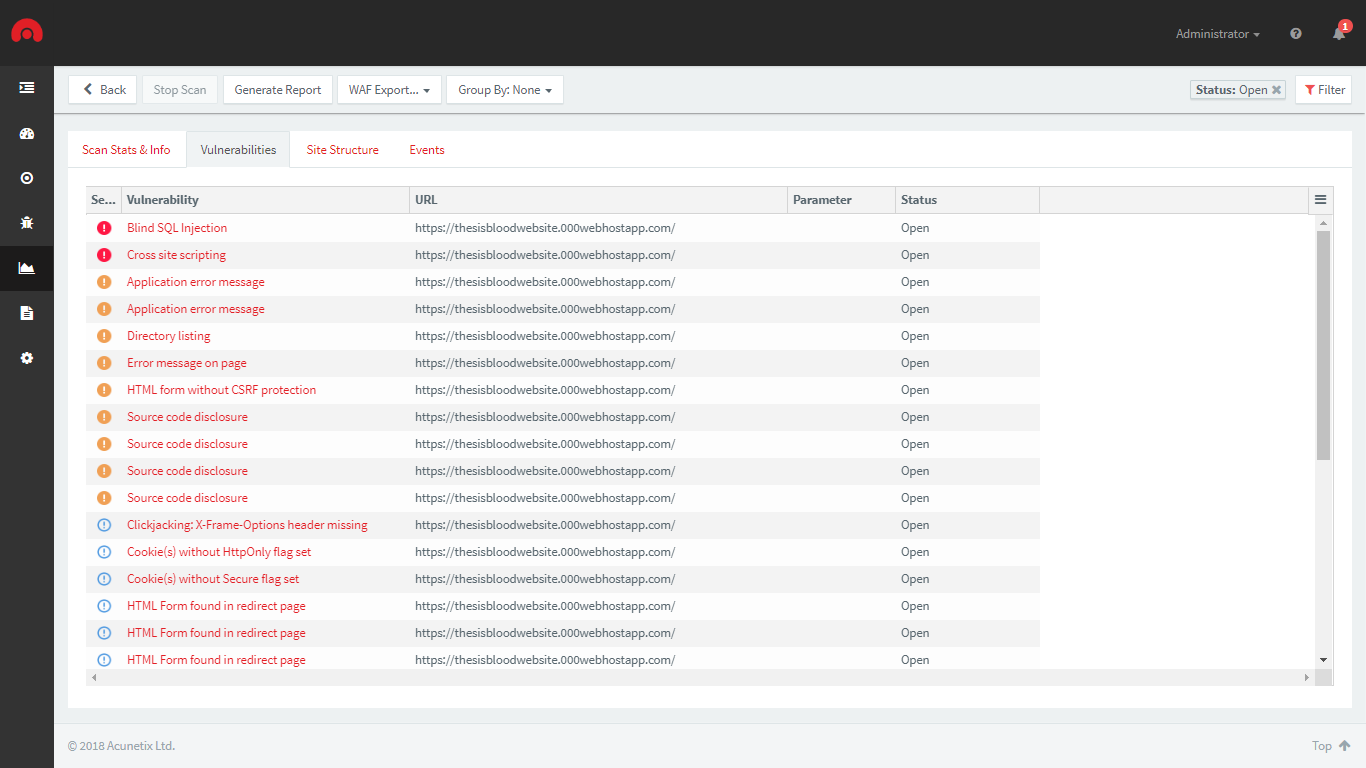 Administrator
1
Back Stop Scan Generate Report WAF Export... Group By: None Status: Open Filter
Scan Stats & Info Vulnerabilities Site Structure Events
Se... Vulnerability URL Parameter Status
Blind SQL Injection https://thesisbloodwebsite.000webhostapp.com/ Open
Cross site scripting https://thesisbloodwebsite.000webhostapp.com/ Open
Application error message https://thesisbloodwebsite.000webhostapp.com/ Open
Application error message https://thesisbloodwebsite.000webhostapp.com/ Open
Directory listing https://thesisbloodwebsite.000webhostapp.com/ Open
Error message on page https://thesisbloodwebsite.000webhostapp.com/ Open
HTML form without CSRF protection https://thesisbloodwebsite.000webhostapp.com/ Open
Source code disclosure https://thesisbloodwebsite.000webhostapp.com/ Open
Source code disclosure https://thesisbloodwebsite.000webhostapp.com/ Open
Source code disclosure https://thesisbloodwebsite.000webhostapp.com/ Open
Source code disclosure https://thesisbloodwebsite.000webhostapp.com/ Open
Clickjacking: X-Frame-Options header missing https://thesisbloodwebsite.000webhostapp.com/ Open
Cookie(s) without HttpOnly flag set https://thesisbloodwebsite.000webhostapp.com/ Open
Cookie(s) without Secure flag set https://thesisbloodwebsite.000webhostapp.com/ Open
HTML Form found in redirect page https://thesisbloodwebsite.000webhostapp.com/ Open
HTML Form found in redirect page https://thesisbloodwebsite.000webhostapp.com/ Open
HTML Form found in redirect page https://thesisbloodwebsite.000webhostapp.com/ Open
© 2018 Acunetix Ltd. Top